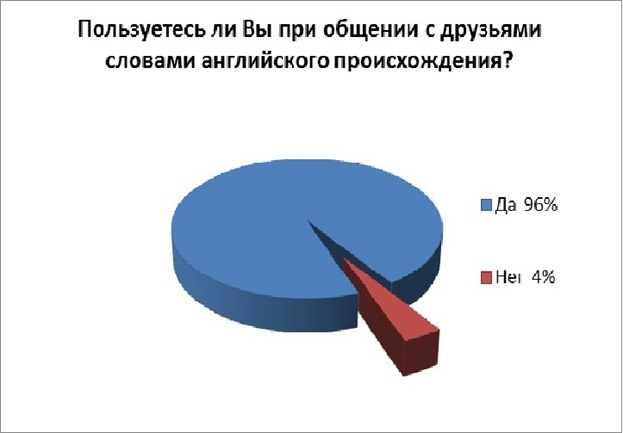 Пользуетесь ли Вы при общении с друзьями
словами английского происхождения?
Да 96%
Нет 4%